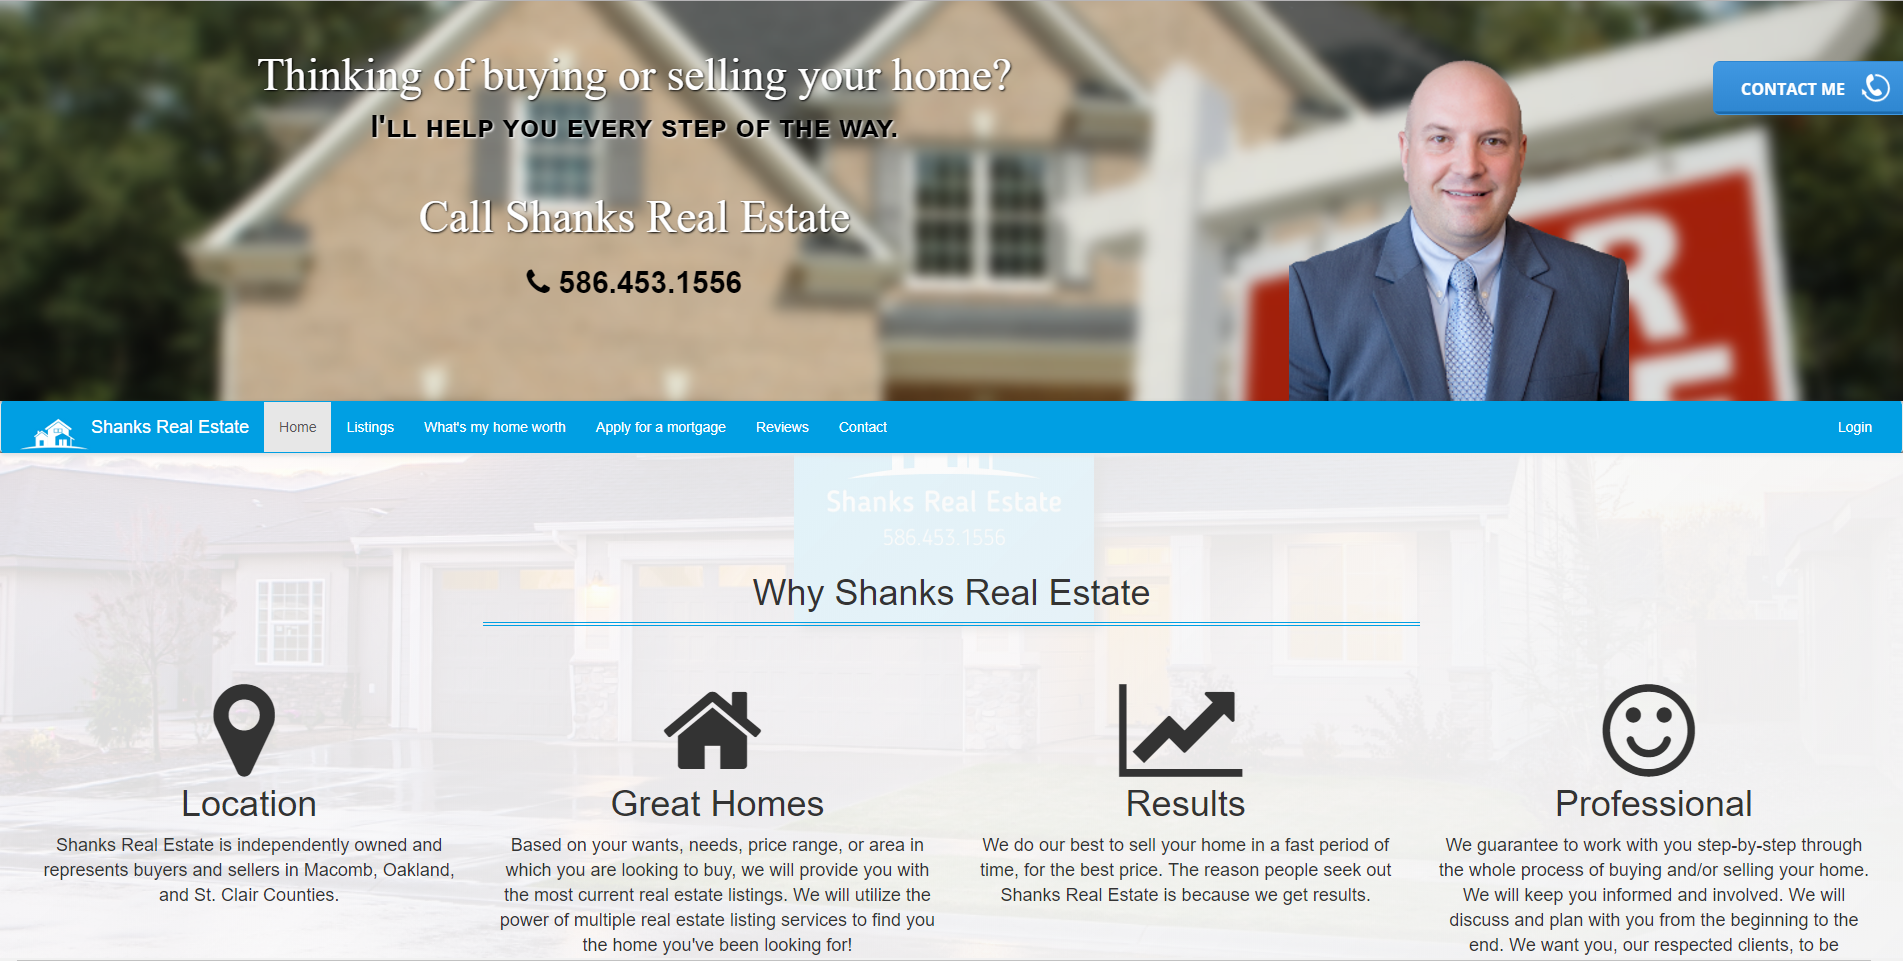 Thinking of buying or selling your home?
I'LL HELP YOU EVERY STEP OF THE WAY.
Call Shanks Real Estate
586.453.1556
CONTACT ME
R
Shanks Real Estate
Home
Listings
What's my home worth
Apply for a mortgage
Reviews
Contact
Login
Shanks Real Estate
586.453.1556
Why Shanks Real Estate
Location
Shanks Real Estate is independently owned and
represents buyers and sellers in Macomb, Oakland,
and St. Clair Counties.
Great Homes
Based on your wants, needs, price range, or area in
which you are looking to buy, we will provide you with
the most current real estate listings. We will utilize the
power of multiple real estate listing services to find you
the home you've been looking for!
Results
We do our best to sell your home in a fast period of
time, for the best price. The reason people seek out
Shanks Real Estate is because we get results.
Professional
We guarantee to work with you step-by-step through
the whole process of buying and/or selling your home.
We will keep you informed and involved. We will
discuss and plan with you from the beginning to the
end. We want you, our respected clients, to be